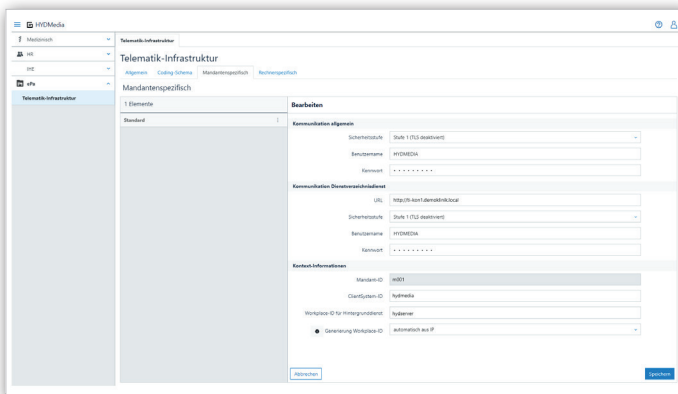 HYDMedia
Medizinisch
HR
IHE
ePa
Telematik-Infrastruktur
Telematik-Infrastruktur
Telematik-Infrastruktur
Allgemein Coding-Schema Mandantenspezifisch Rechnerspezifisch
Mandantenspezifisch
1 Elemente
Standard
Bearbeiten
Kommunikation allgemein
Sicherheitsstufe Stufe 1 (TLS deaktiviert)
Benutzername HYDMEDIA
Kennwort • • • • • • • • •
Kommunikation Dienstverzeichnisdienst
URL http://ti-kon1.demoklinik.local
Sicherheitsstufe Stufe 1 (TLS deaktiviert)
Benutzername HYDMEDIA
Kennwort • • • • • • • • •
Kontext-Informationen
Mandant-ID m001
ClientSystem-ID hydmedia
Workplace-ID für Hintergrunddienst hydserver
Generierung Workplace-ID automatisch aus IP
Abbrechen Speichern